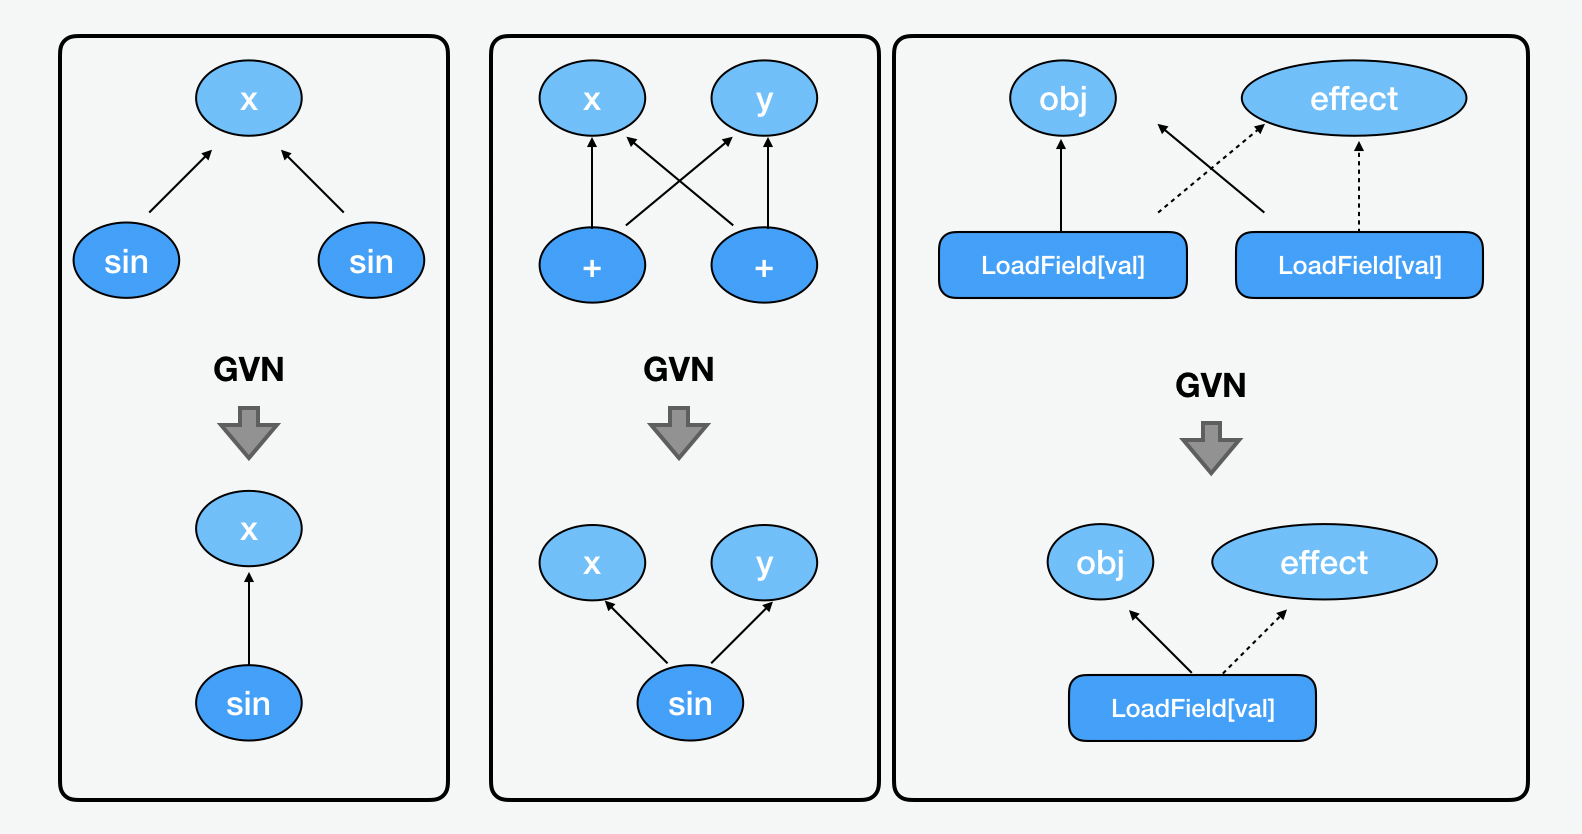 x
sin
sin
GVN
x
sin
x
y
+
+
GVN
x
y
sin
obj
effect
LoadField[val]
LoadField[val]
GVN
obj
effect
LoadField[val]